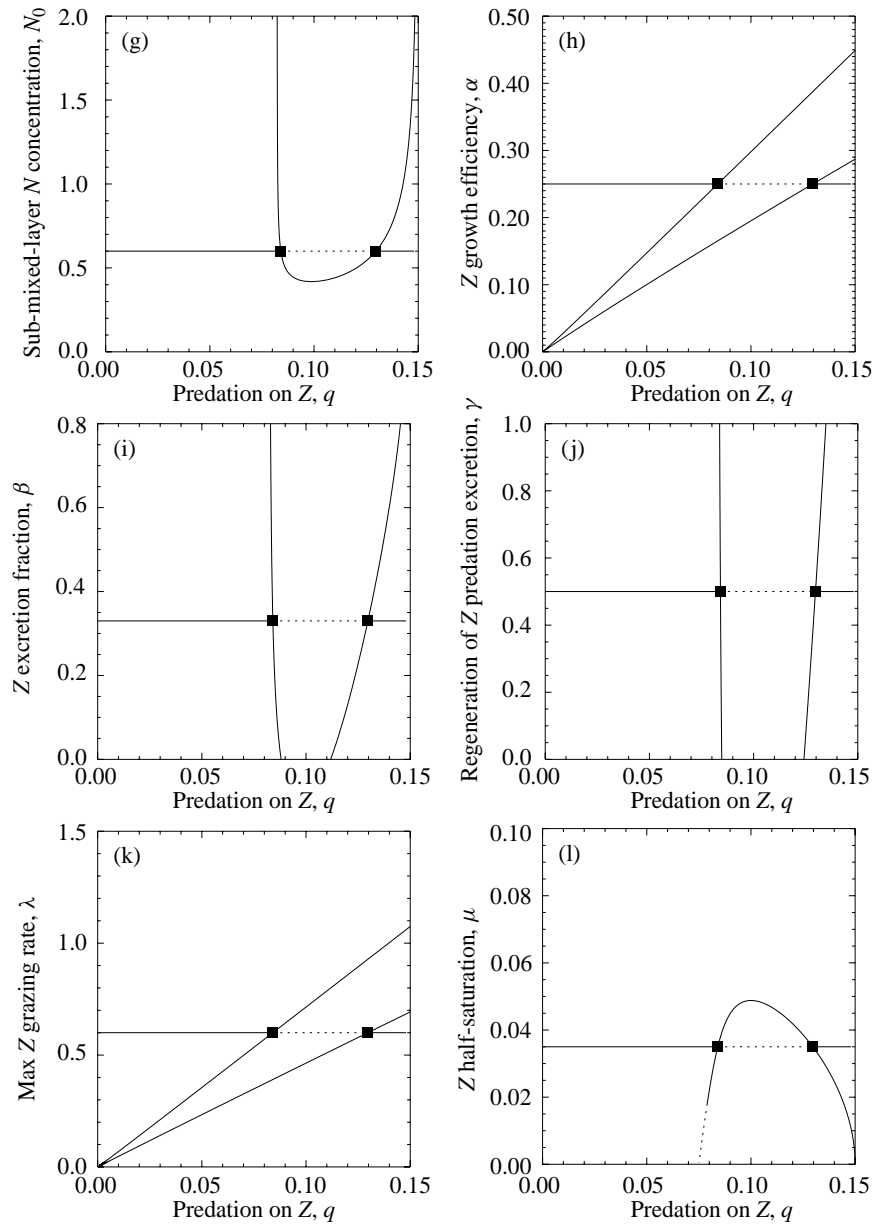 (g)
Sub-mixed-layer N concentration, N₀
2.0
1.5
1.0
0.5
0.0
0.00 0.05 0.10 0.15
Predation on Z, q
(h)
Z growth efficiency, α
0.50
0.40
0.30
0.20
0.10
0.00
0.00 0.05 0.10 0.15
Predation on Z, q
(i)
Z excretion fraction, β
0.8
0.6
0.4
0.2
0.0
0.00 0.05 0.10 0.15
Predation on Z, q
(j)
Regeneration of Z predation excretion, γ
1.0
0.8
0.6
0.4
0.2
0.0
0.00 0.05 0.10 0.15
Predation on Z, q
(k)
Max Z grazing rate, λ
1.5
1.0
0.5
0.0
0.00 0.05 0.10 0.15
Predation on Z, q
(l)
Z half-saturation, μ
0.10
0.08
0.06
0.04
0.02
0.00
0.00 0.05 0.10 0.15
Predation on Z, q